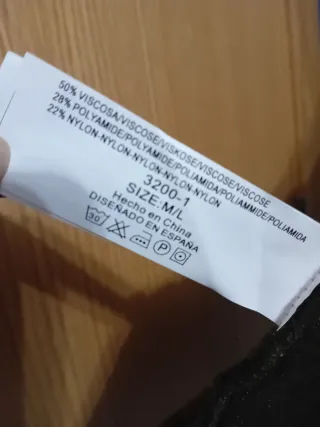 50% VISCOSA/VISCOSE/VISKOSE/VISCOSE/VISCOSE
28% POLYAMIDE/POLYAMIDE/POLIAMIDA/POLIAMMIDE/POLIAMIDA
22% NYLON-NYLON-NYLON-NYLON-NYLON
3200-1
SIZE:M/L
Hecho en China
DISEÑADO EN ESPAÑA
30 P